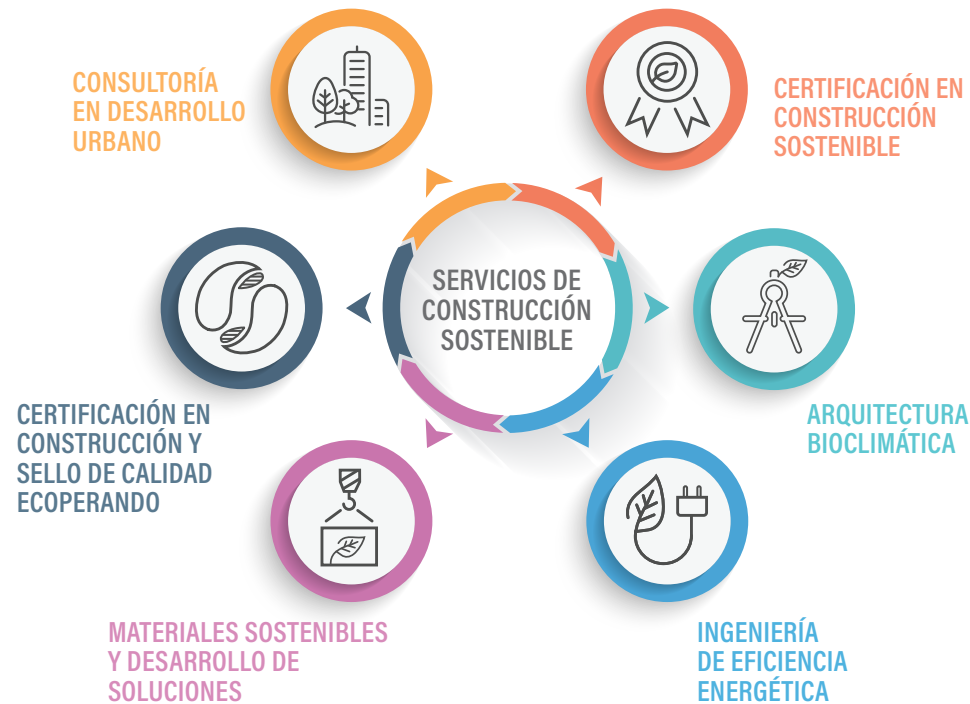 CONSULTORÍA
EN DESARROLLO
URBANO
CERTIFICACIÓN EN
CONSTRUCCIÓN
SOSTENIBLE
SERVICIOS DE
CONSTRUCCIÓN
SOSTENIBLE
CERTIFICACIÓN EN
CONSTRUCCIÓN Y
SELLO DE CALIDAD
ECOPERANDO
ARQUITECTURA
BIOCLIMÁTICA
MATERIALES SOSTENIBLES
Y DESARROLLO DE
SOLUCIONES
INGENIERÍA
DE EFICIENCIA
ENERGÉTICA